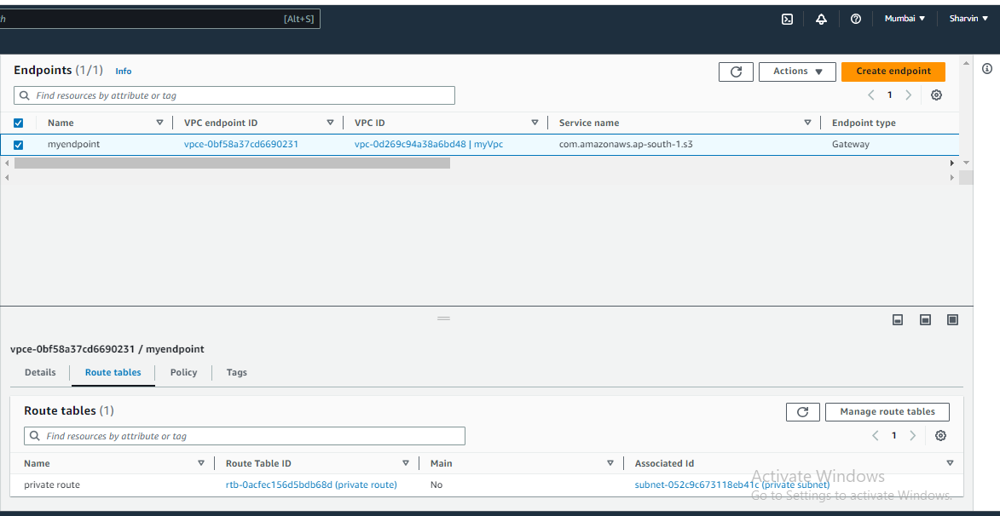 h [Alt+S] Mumbai ▼ Sharvin ▼
Endpoints (1/1) Info Actions ▼ Create endpoint
Find resources by attribute or tag
1
Name VPC endpoint ID VPC ID Service name Endpoint type
myendpoint vpce-0bf58a37cd6690231 vpc-0d269c94a38a6bd48 | myVpc com.amazonaws.ap-south-1.s3 Gateway
vpce-0bf58a37cd6690231 / myendpoint
Details Route tables Policy Tags
Route tables (1) Manage route tables
Find resources by attribute or tag
1
Name Route Table ID Main Associated Id
Activate Windows
private route rtb-0acfec156d5bdb68d (private route) No subnet-052c9c673118eb41c (private subnet)
Go to Settings to activate Windows.